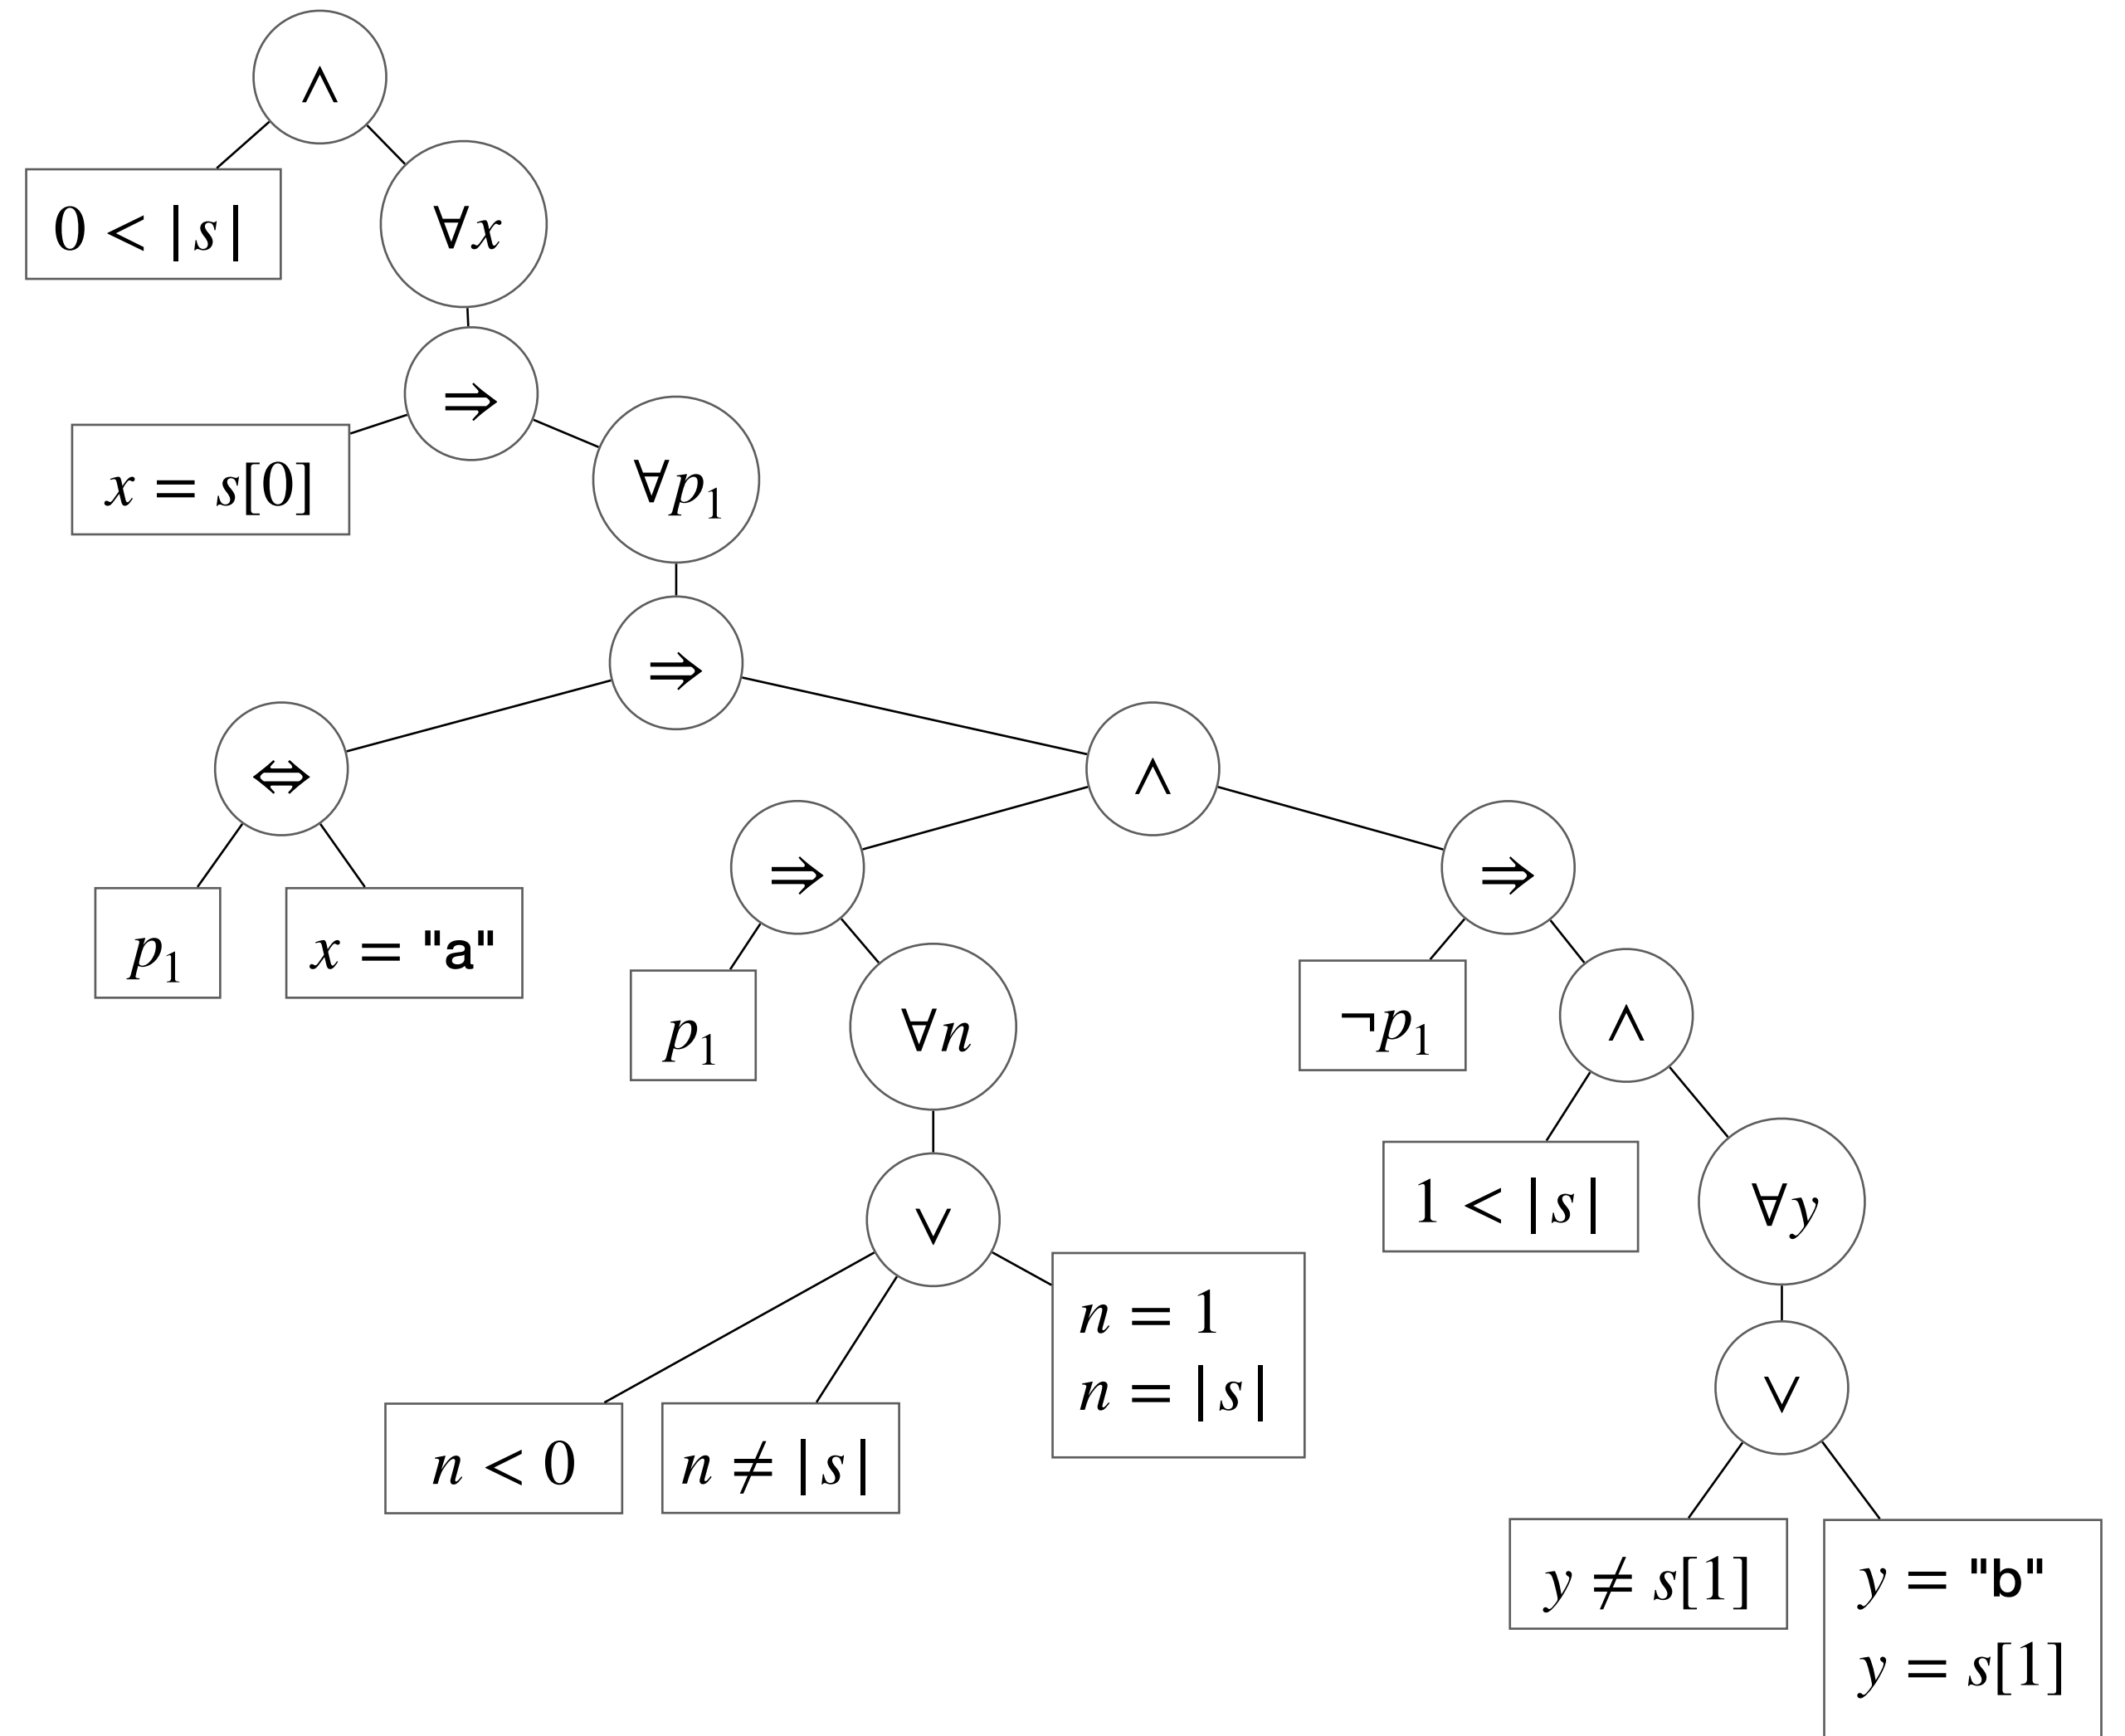 ∧
0 < |s|
∀x
⇒
x = s[0]
∀p₁
⇒
⇔
∧
p₁
x = "a"
⇒
⇒
p₁
∀n
¬p₁
∧
∨
1 < |s|
∀y
n < 0
n ≠ |s|
n = 1
n = |s|
∨
y ≠ s[1]
y = "b"
y = s[1]